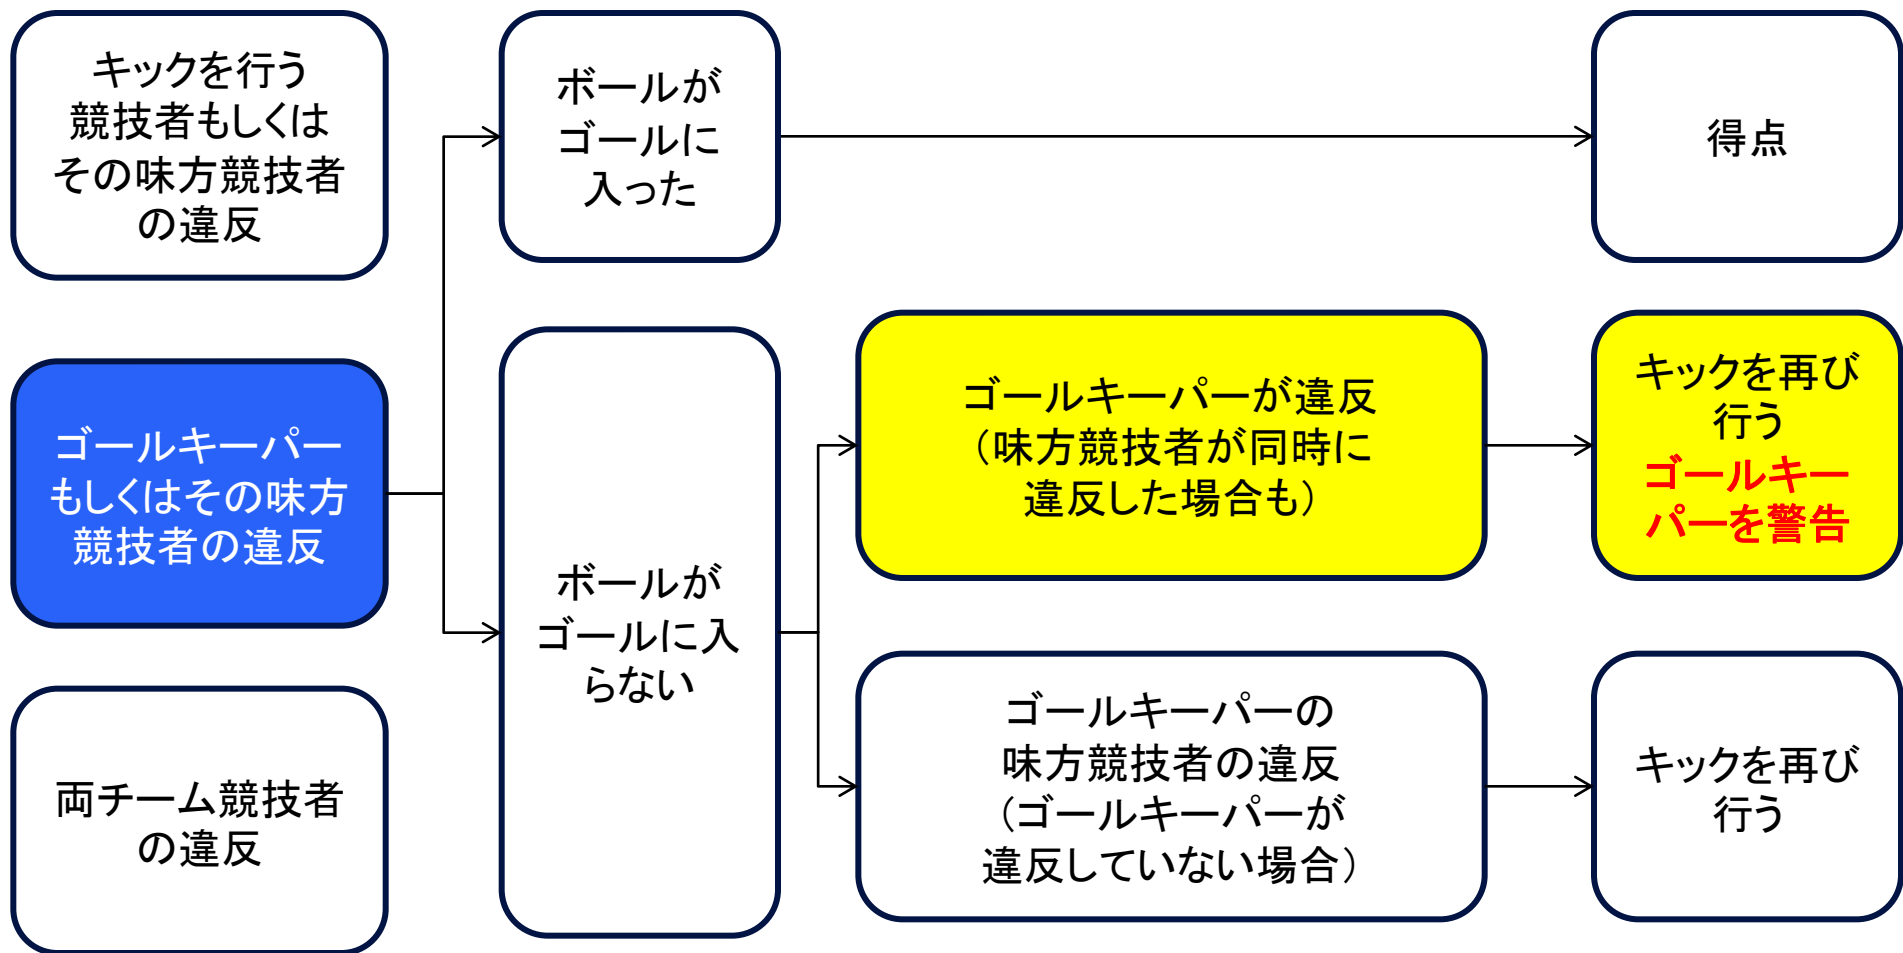 キックを行う
競技者もしくは
その味方競技者
の違反
ボールが
ゴールに
入った
得点
ゴールキーパー
もしくはその味方
競技者の違反
ボールが
ゴールに入
らない
ゴールキーパーが違反
（味方競技者が同時に
違反した場合も）
キックを再び
行う
ゴールキー
パーを警告
ゴールキーパーの
味方競技者の違反
（ゴールキーパーが
違反していない場合）
キックを再び
行う
両チーム競技者
の違反